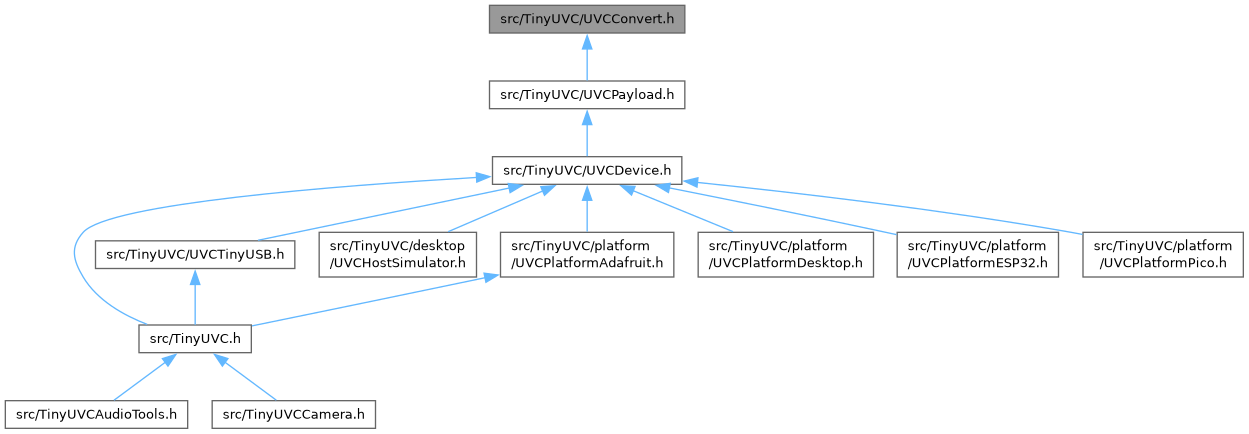 src/TinyUVC/UVCConvert.h
src/TinyUVC/UVCPayload.h
src/TinyUVC/UVCDevice.h
src/TinyUVC/UVCTinyUSB.h
src/TinyUVC/desktop
/UVCHostSimulator.h
src/TinyUVC/platform
/UVCPlatformAdafruit.h
src/TinyUVC/platform
/UVCPlatformDesktop.h
src/TinyUVC/platform
/UVCPlatformESP32.h
src/TinyUVC/platform
/UVCPlatformPico.h
src/TinyUVC.h
src/TinyUVCAudioTools.h
src/TinyUVCCamera.h